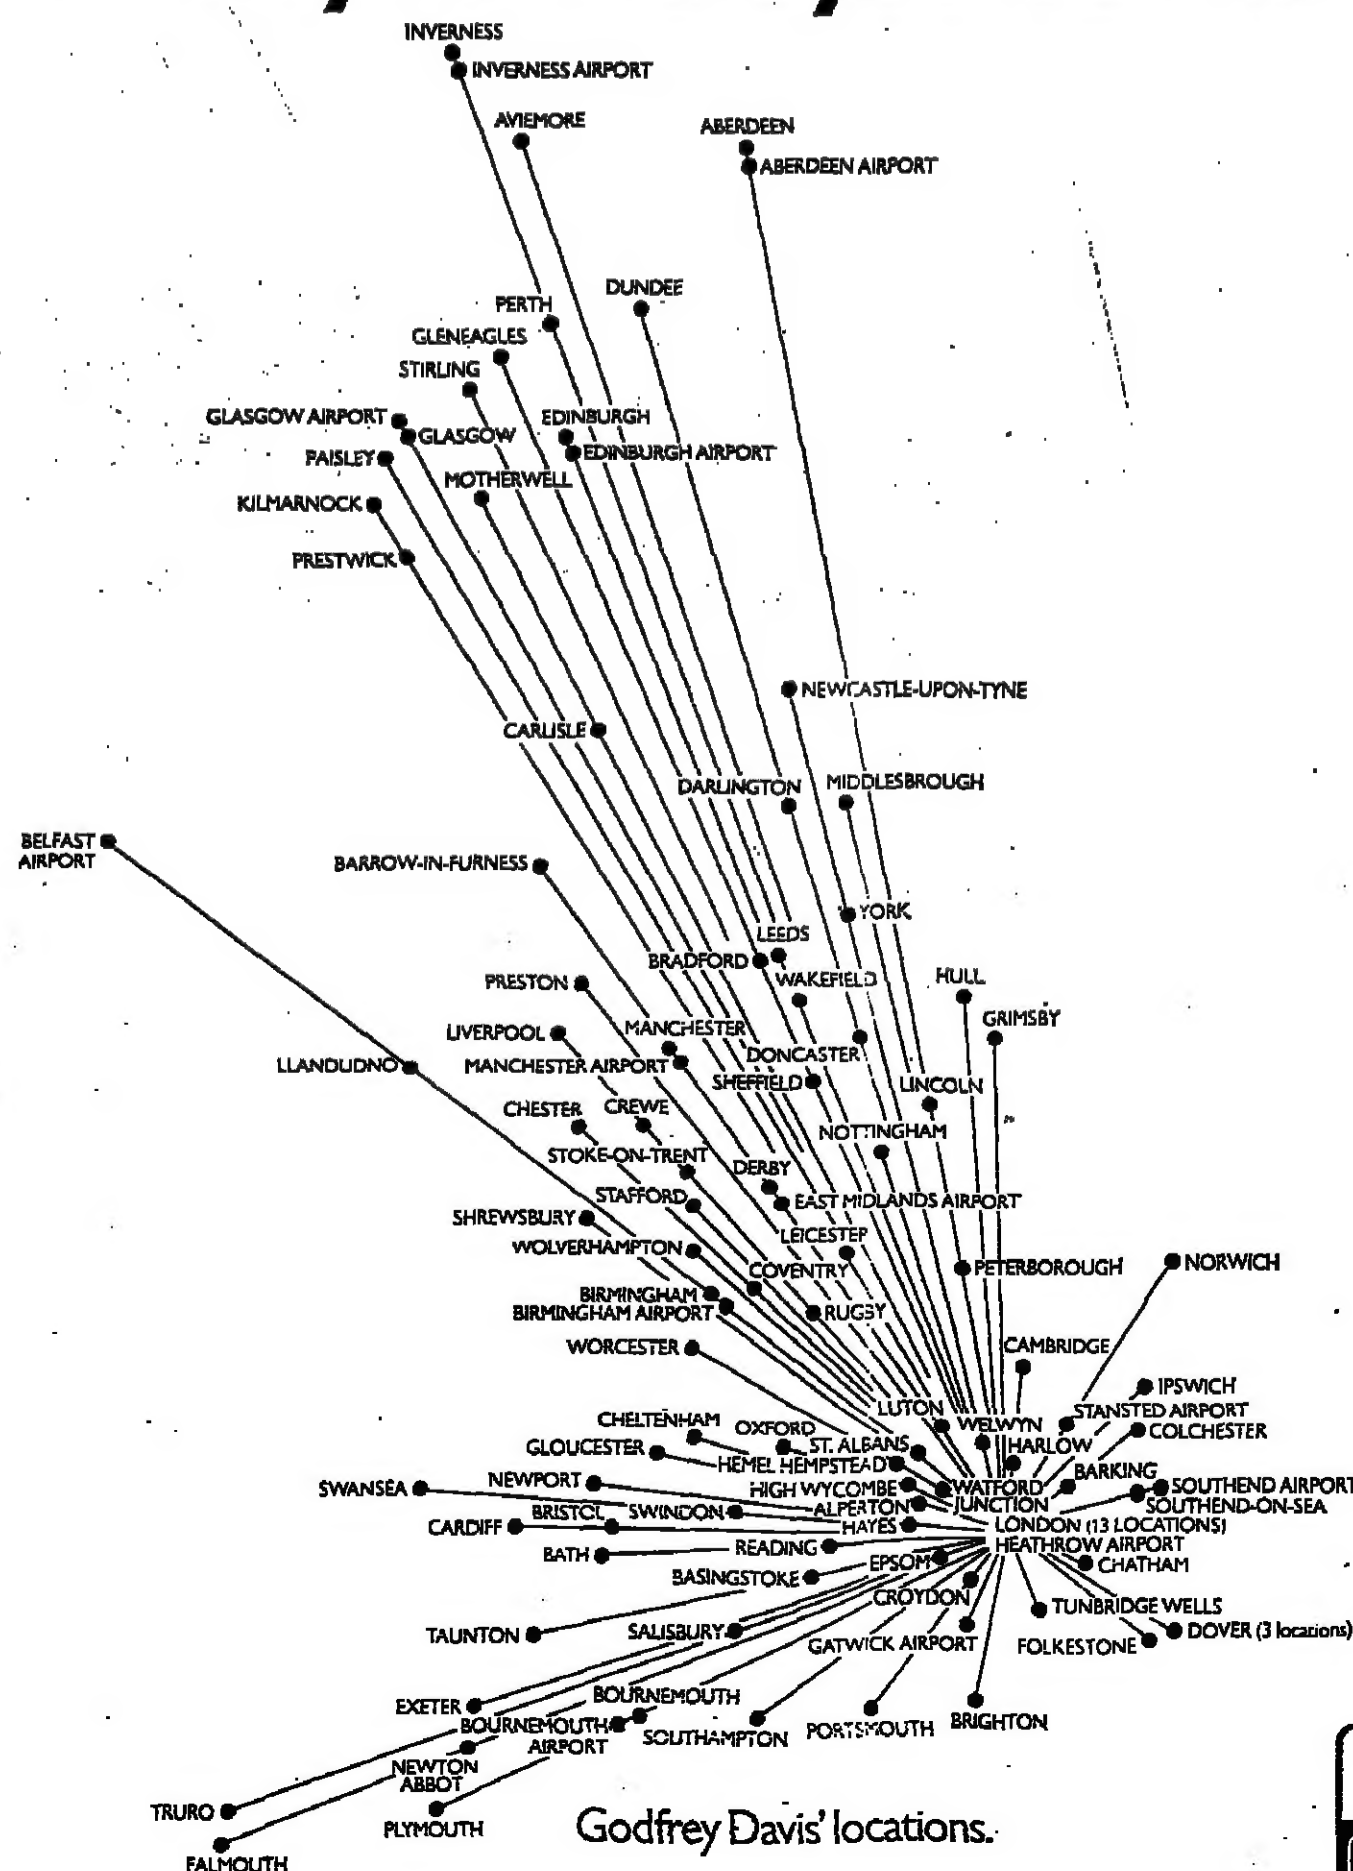 INVERNESS
INVERNESS AIRPORT
AVIEMORE
ABERDEEN
ABERDEEN AIRPORT
DUNDEE
PERTH
GLENEAGLES
STIRLING
GLASGOW AIRPORT
EDINBURGH
GLASGOW
EDINBURGH AIRPORT
PAISLEY
MOTHERWELL
KILMARNOCK
PRESTWICK
NEWCASTLE-UPON-TYNE
CARLISLE
DARLINGTON
MIDDLESBROUGH
BELFAST
AIRPORT
BARROW-IN-FURNESS
YORK
LEEDS
BRADFORD
WAKEFIELD
HULL
PRESTON
GRIMSBY
LIVERPOOL
MANCHESTER
DONCASTER
LLANDUDNO
MANCHESTER AIRPORT
SHEFFIELD
LINCOLN
CHESTER
CREWE
NOTTINGHAM
STOKE-ON-TRENT
DERBY
STAFFORD
EAST MIDLANDS AIRPORT
SHREWSBURY
LEICESTER
WOLVERHAMPTON
COVENTRY
PETERBOROUGH
NORWICH
BIRMINGHAM
BIRMINGHAM AIRPORT
RUGBY
WORCESTER
CAMBRIDGE
IPSWICH
LUTON
STANSTED AIRPORT
CHELTENHAM
OXFORD
WELWYN
COLCHESTER
GLOUCESTER
ST. ALBANS
HARLOW
HEMEL HEMPSTEAD
BARKING
SWANSEA
NEWPORT
HIGH WYCOMBE
WATFORD
JUNCTION
SOUTHEND AIRPORT
SOUTHEND-ON-SEA
BRISTOL
SWINDON
ALPERTON
CARDIFF
HAYES
LONDON (13 LOCATIONS)
HEATHROW AIRPORT
BATH
READING
EPSOM
CHATHAM
BASINGSTOKE
CROYDON
TUNBRIDGE WELLS
TAUNTON
SALISBURY
GATWICK AIRPORT
FOLKESTONE
DOVER (3 locations)
EXETER
BOURNEMOUTH
BOURNEMOUTH
AIRPORT
SOUTHAMPTON
PORTSMOUTH
BRIGHTON
NEWTON
ABBOT
TRURO
PLYMOUTH
FALMOUTH
Godfrey Davis' locations.